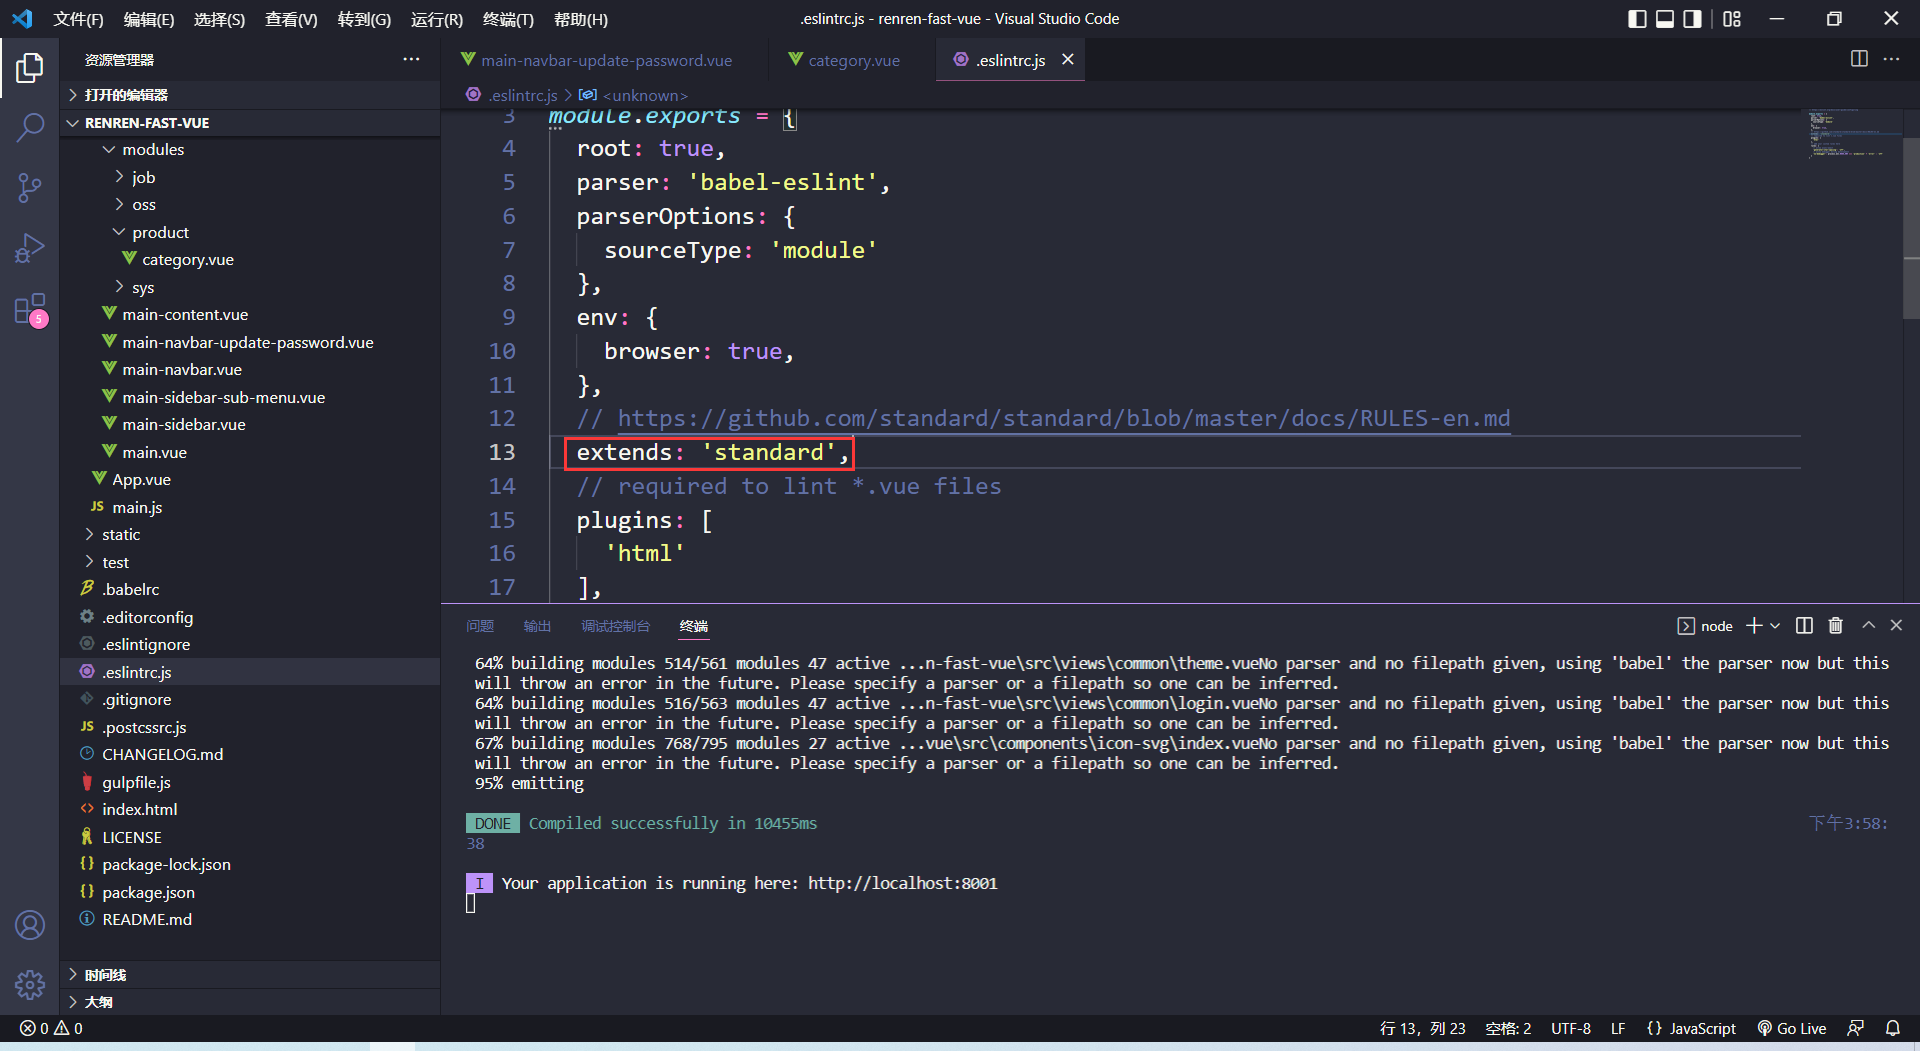 文件(F) 编辑(E) 选择(S) 查看(V) 转到(G) 运行(R) 终端(T) 帮助(H) .eslintrc.js - renren-fast-vue - Visual Studio Code
资源管理器
打开的编辑器
RENREN-FAST-VUE
modules
job
oss
product
category.vue
sys
main-content.vue
main-navbar-update-password.vue
main-navbar.vue
main-sidebar-sub-menu.vue
main-sidebar.vue
main.vue
App.vue
JS main.js
static
test
.babelrc
.editorconfig
.eslintignore
.eslintrc.js
.gitignore
JS .postcssrc.js
CHANGELOG.md
gulpfile.js
index.html
LICENSE
package-lock.json
package.json
README.md
时间线
大纲
5
main-navbar-update-password.vue category.vue .eslintrc.js
.eslintrc.js > <unknown>
3 module.exports = {
4 root: true,
5 parser: 'babel-eslint',
6 parserOptions: {
7 sourceType: 'module'
8 },
9 env: {
10 browser: true,
11 },
12 // https://github.com/standard/standard/blob/master/docs/RULES-en.md
13 extends: 'standard',
14 // required to lint *.vue files
15 plugins: [
16 'html'
17 ],
问题 输出 调试控制台 终端 node
64% building modules 514/561 modules 47 active ...n-fast-vue\src\views\common\theme.vueNo parser and no filepath given, using 'babel' the parser now but this
will throw an error in the future. Please specify a parser or a filepath so one can be inferred.
64% building modules 516/563 modules 47 active ...n-fast-vue\src\views\common\login.vueNo parser and no filepath given, using 'babel' the parser now but this
will throw an error in the future. Please specify a parser or a filepath so one can be inferred.
67% building modules 768/795 modules 27 active ...vue\src\components\icon-svg\index.vueNo parser and no filepath given, using 'babel' the parser now but this
will throw an error in the future. Please specify a parser or a filepath so one can be inferred.
95% emitting
DONE Compiled successfully in 10455ms 下午3:58:
38
I Your application is running here: http://localhost:8001
0 0 行 13，列 23 空格: 2 UTF-8 LF {} JavaScript Go Live